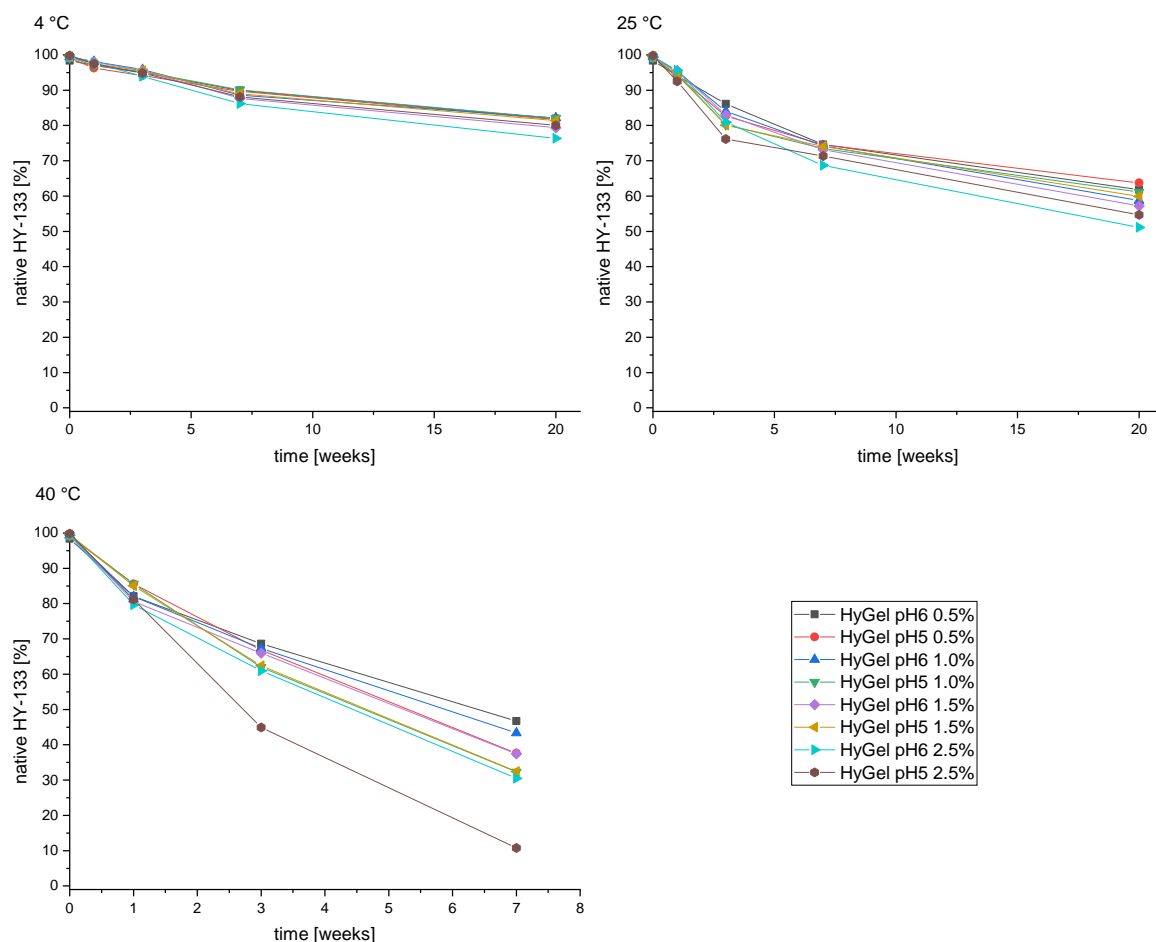 4 °C
100
90
80
70
60
50
40
30
20
10
0
native HY-133 [%]
0 5 10 15 20
time [weeks]
25 °C
100
90
80
70
60
50
40
30
20
10
0
native HY-133 [%]
0 5 10 15 20
time [weeks]
40 °C
100
90
80
70
60
50
40
30
20
10
0
native HY-133 [%]
0 1 2 3 4 5 6 7 8
time [weeks]
HyGel pH6 0.5%
HyGel pH5 0.5%
HyGel pH6 1.0%
HyGel pH5 1.0%
HyGel pH6 1.5%
HyGel pH5 1.5%
HyGel pH6 2.5%
HyGel pH5 2.5%